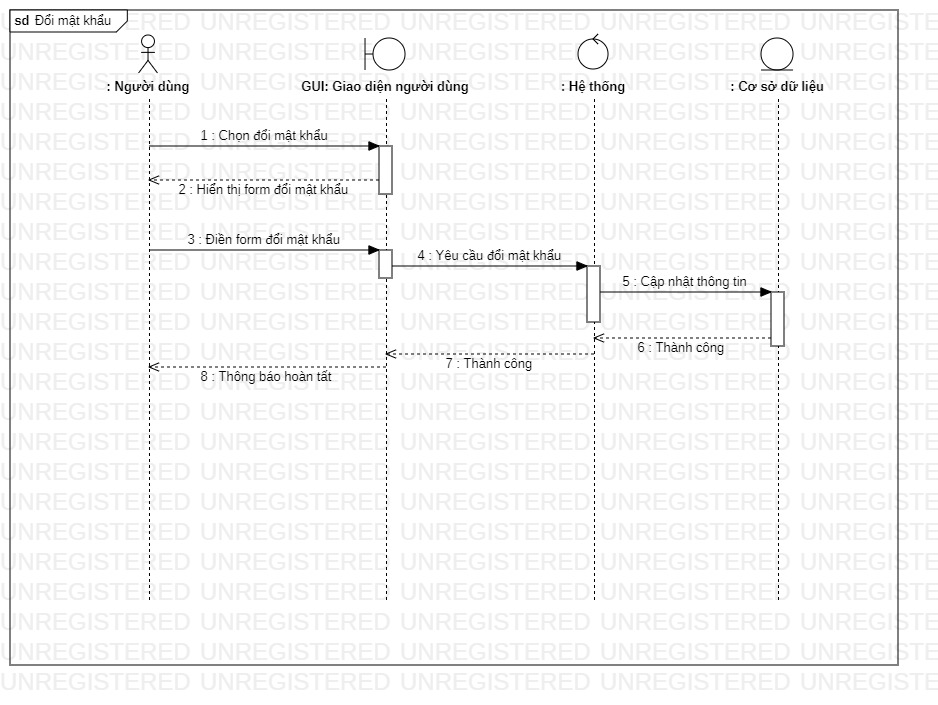 sd Đổi mật khẩu
: Người dùng
GUI: Giao diện người dùng
: Hệ thống
: Cơ sở dữ liệu
1 : Chọn đổi mật khẩu
2 : Hiển thị form đổi mật khẩu
3 : Điền form đổi mật khẩu
4 : Yêu cầu đổi mật khẩu
5 : Cập nhật thông tin
6 : Thành công
7 : Thành công
8 : Thông báo hoàn tất
UNREGISTERED UNREGISTERED UNREGISTERED UNREGISTERED UNREGISTERED